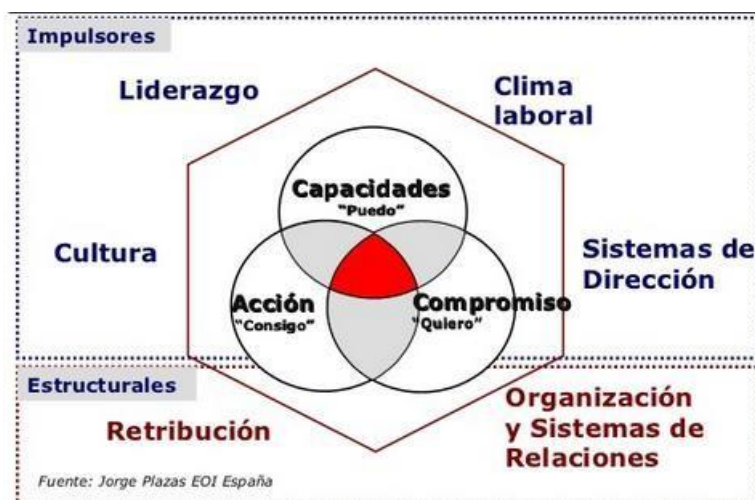 Impulsores
Liderazgo
Clima
laboral
Capacidades
"Puedo"
Cultura
Sistemas de
Dirección
Acción
"Consigo"
Compromiso
"Quiero"
Estructurales
Retribución
Organización
y Sistemas de
Relaciones
Fuente: Jorge Plazas EOI España